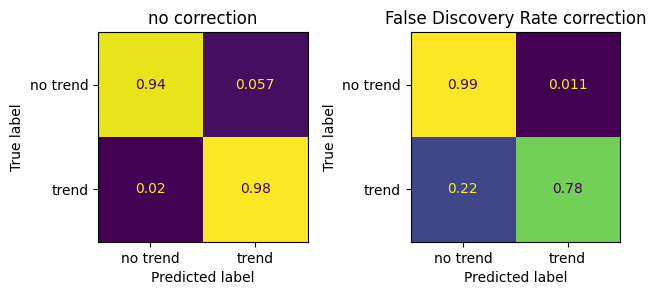 no correction
True label
no trend
0.94 0.057
trend
0.02 0.98
no trend trend
Predicted label
False Discovery Rate correction
True label
no trend
0.99 0.011
trend
0.22 0.78
no trend trend
Predicted label